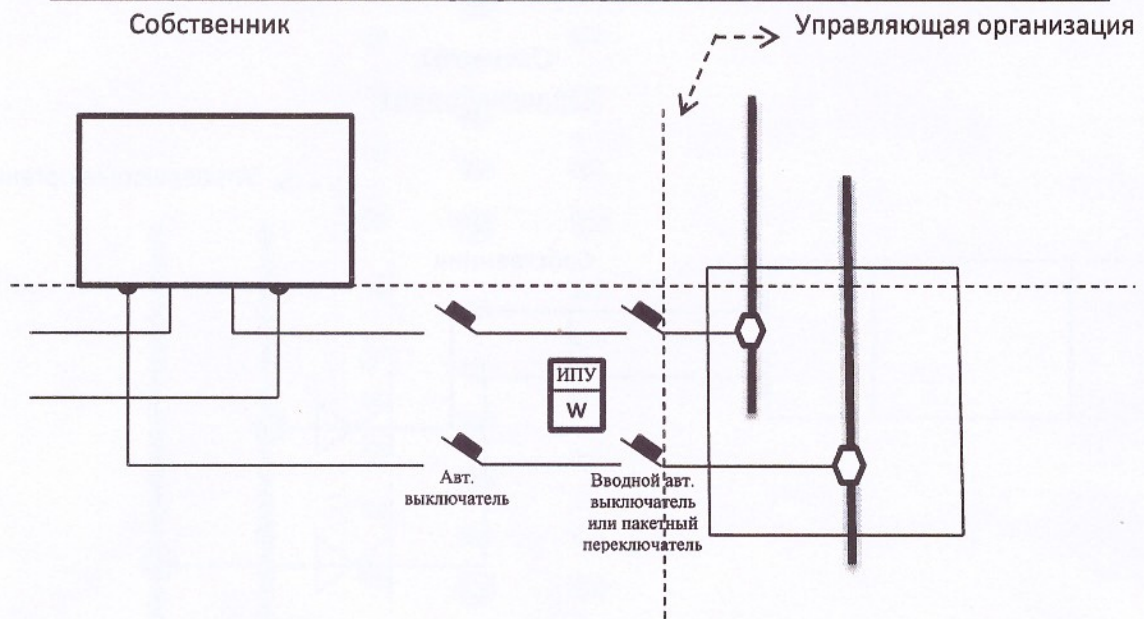 Собственник
Управляющая организация
ИПУ
W
Авт.
выключатель
Вводной авт.
выключатель
или пакетный
переключатель